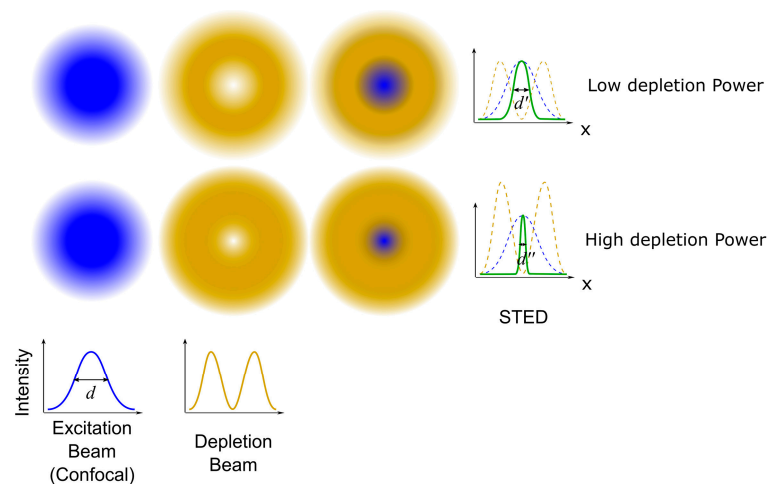 d'
x
Low depletion Power
d''
x
High depletion Power
STED
Intensity
d
Excitation
Beam
(Confocal)
Depletion
Beam